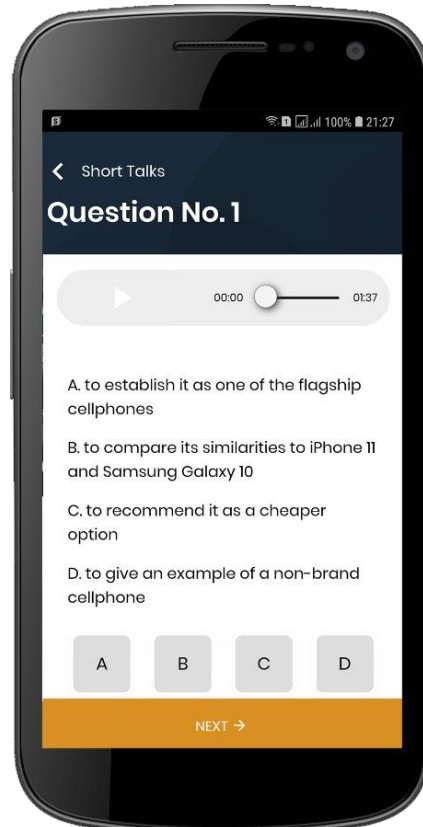 100% 21:27
Short Talks
Question No. 1
00:00 01:37
A. to establish it as one of the flagship
cellphones
B. to compare its similarities to iPhone 11
and Samsung Galaxy 10
C. to recommend it as a cheaper
option
D. to give an example of a non-brand
cellphone
A B C D
NEXT →